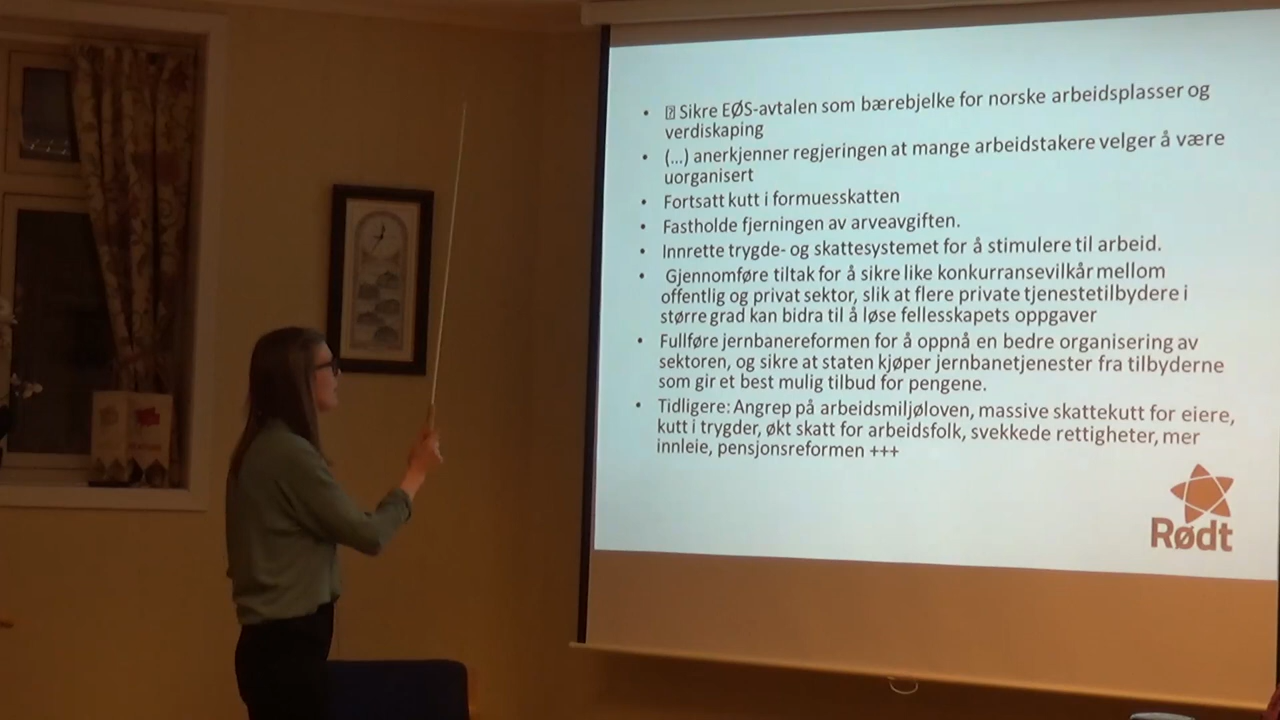 • ⍰ Sikre EØS-avtalen som bærebjelke for norske arbeidsplasser og
verdiskaping
• (...) anerkjenner regjeringen at mange arbeidstakere velger å være
uorganisert
• Fortsatt kutt i formuesskatten
• Fastholde fjerningen av arveavgiften.
• Innrette trygde- og skattesystemet for å stimulere til arbeid.
• Gjennomføre tiltak for å sikre like konkurransevilkår mellom
offentlig og privat sektor, slik at flere private tjenestetilbydere i
større grad kan bidra til å løse fellesskapets oppgaver
• Fullføre jernbanereformen for å oppnå en bedre organisering av
sektoren, og sikre at staten kjøper jernbanetjenester fra tilbyderne
som gir et best mulig tilbud for pengene.
• Tidligere: Angrep på arbeidsmiljøloven, massive skattekutt for eiere,
kutt i trygder, økt skatt for arbeidsfolk, svekkede rettigheter, mer
innleie, pensjonsreformen +++
Rødt